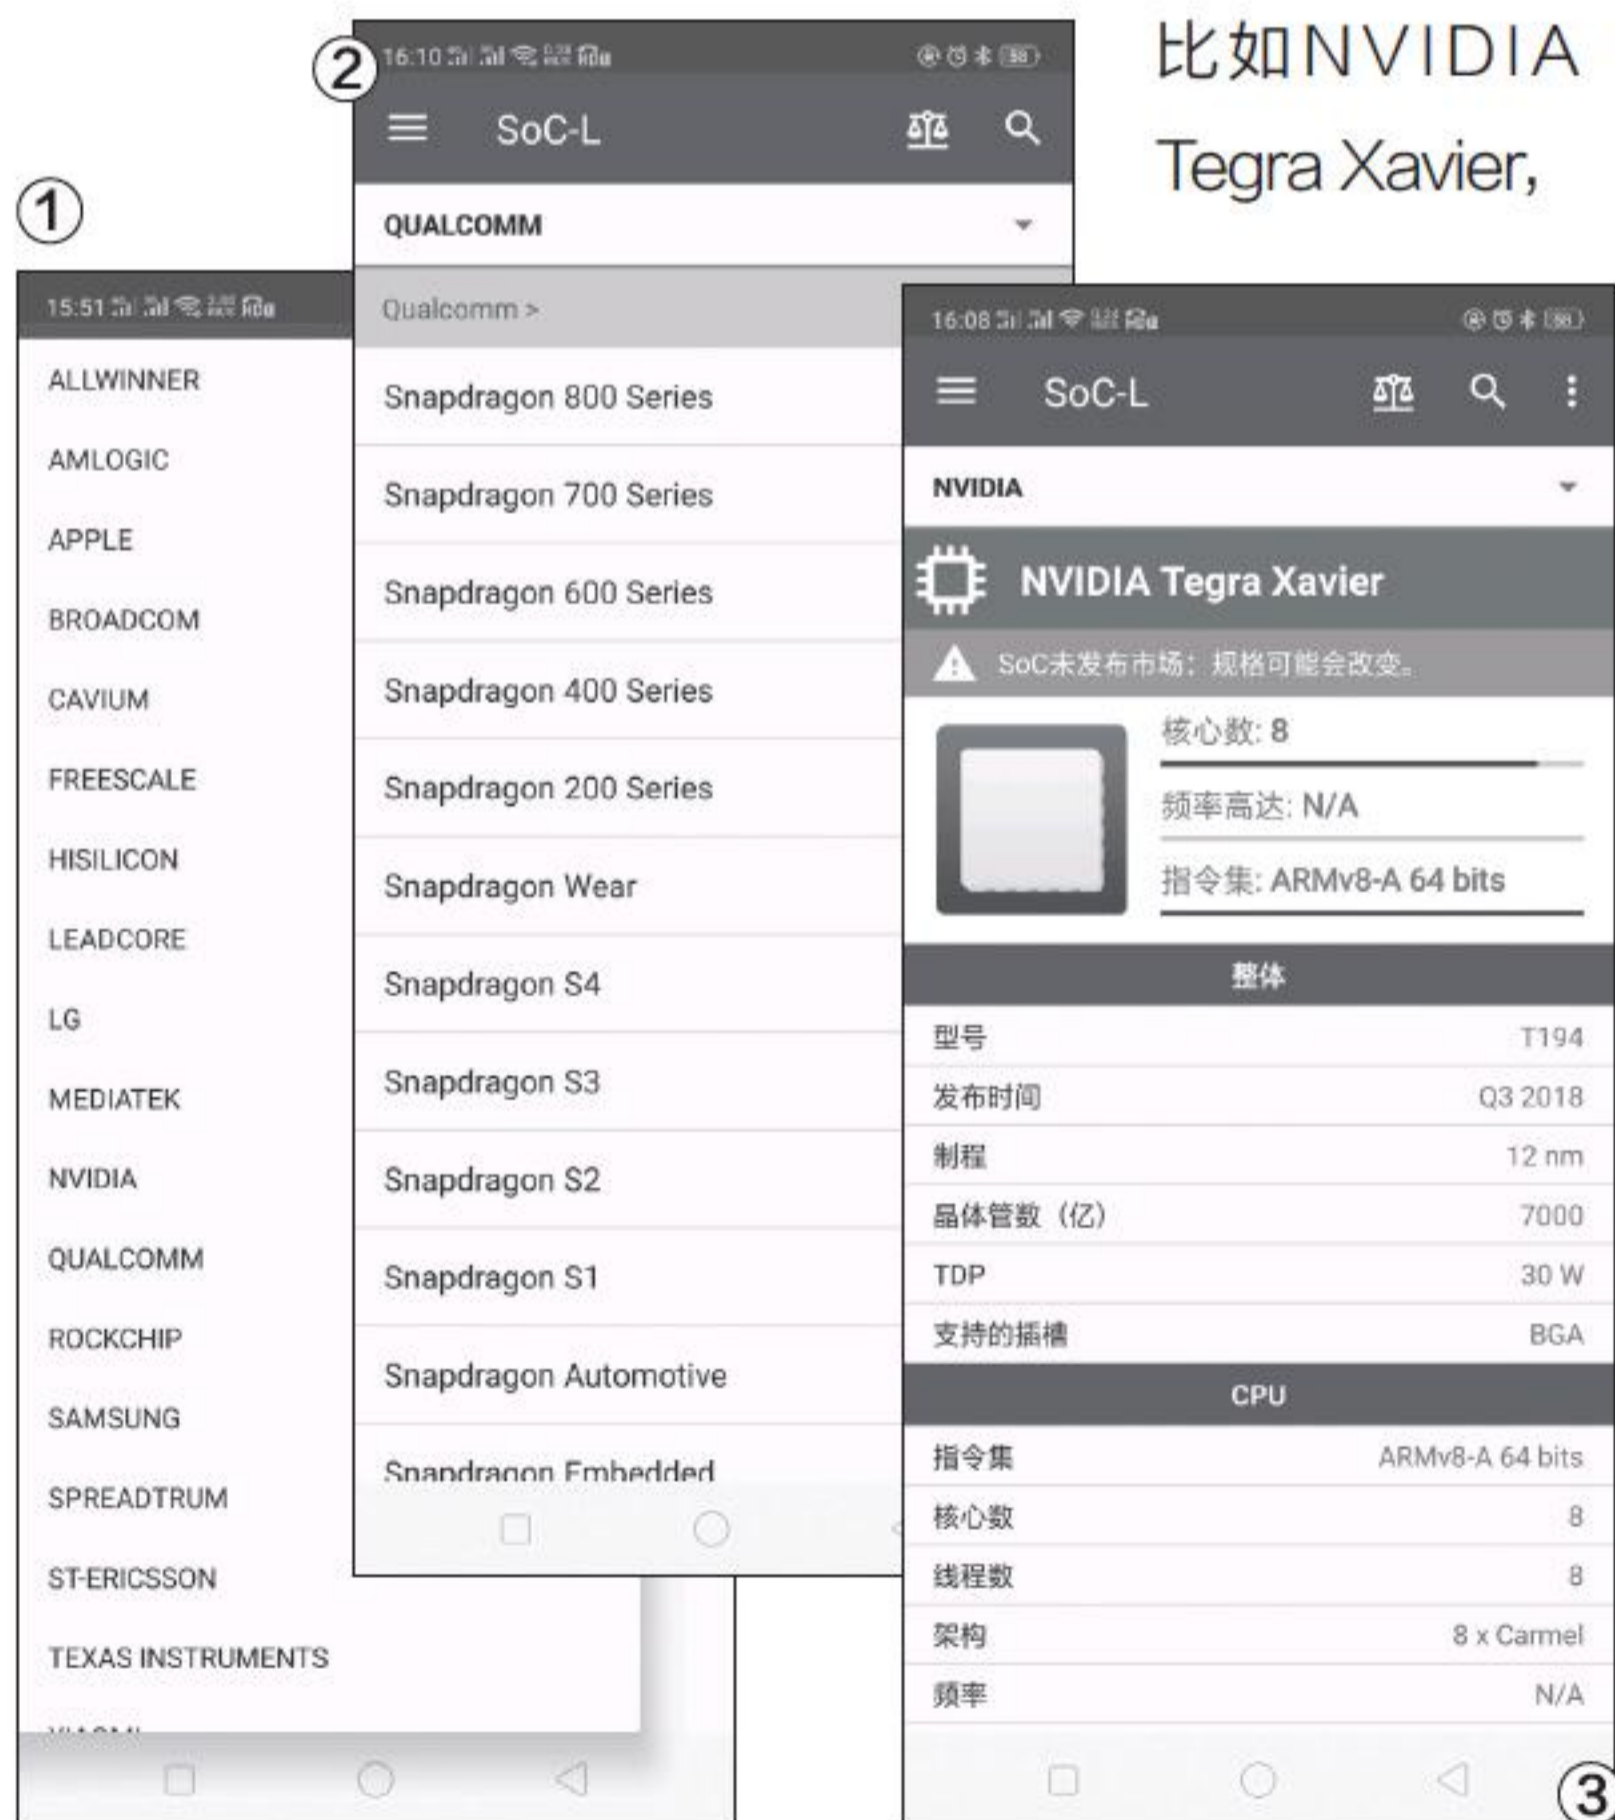 比如NVIDIA
Tegra Xavier,
①
15:51
ALLWINNER
AMLOGIC
APPLE
BROADCOM
CAVIUM
FREESCALE
HISILICON
LEADCORE
LG
MEDIATEK
NVIDIA
QUALCOMM
ROCKCHIP
SAMSUNG
SPREADTRUM
ST-ERICSSON
TEXAS INSTRUMENTS
②
16:10
SoC-L
QUALCOMM
Qualcomm >
Snapdragon 800 Series
Snapdragon 700 Series
Snapdragon 600 Series
Snapdragon 400 Series
Snapdragon 200 Series
Snapdragon Wear
Snapdragon S4
Snapdragon S3
Snapdragon S2
Snapdragon S1
Snapdragon Automotive
Snapdragon Embedded
16:08
SoC-L
NVIDIA
NVIDIA Tegra Xavier
SoC未发布市场：规格可能会改变。
核心数: 8
频率高达: N/A
指令集: ARMv8-A 64 bits
整体
型号 T194
发布时间 Q3 2018
制程 12 nm
晶体管数（亿） 7000
TDP 30 W
支持的插槽 BGA
CPU
指令集 ARMv8-A 64 bits
核心数 8
线程数 8
架构 8 x Carmel
频率 N/A
③